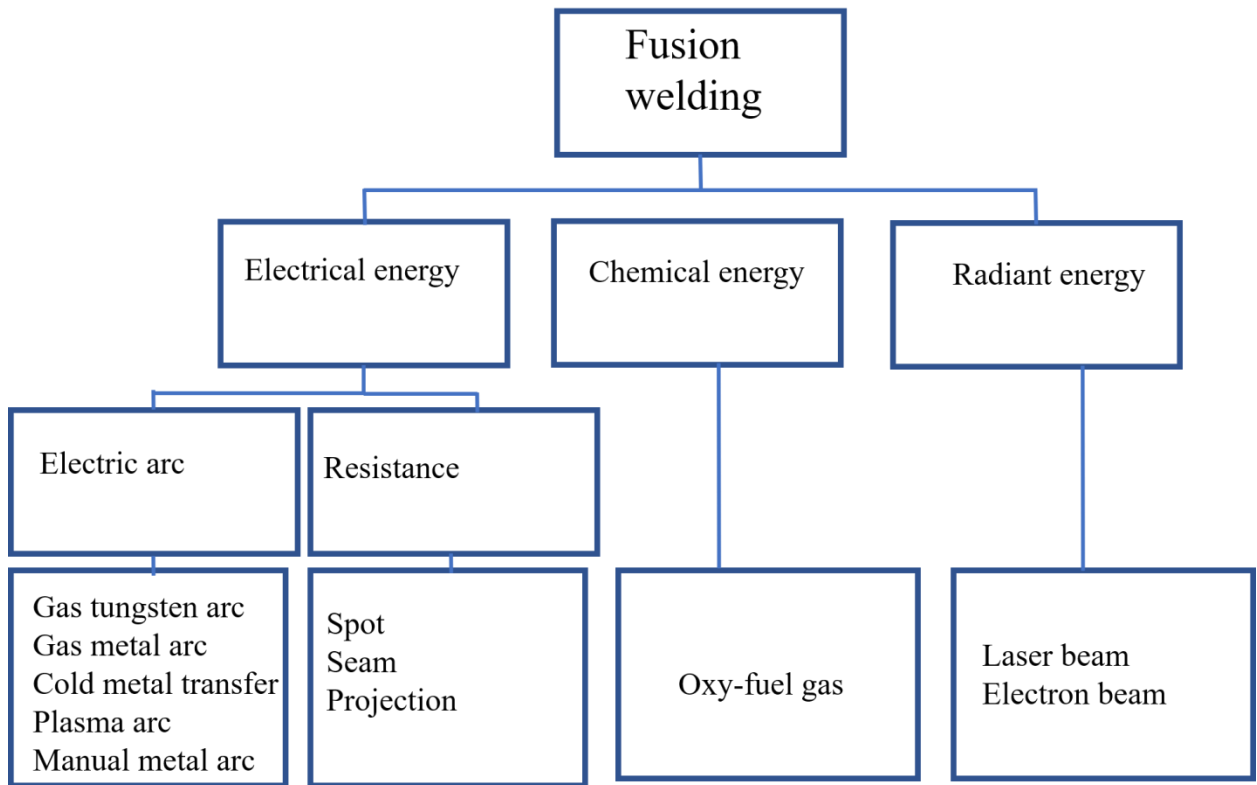 Fusion
welding
Electrical energy
Chemical energy
Radiant energy
Electric arc
Resistance
Gas tungsten arc
Gas metal arc
Cold metal transfer
Plasma arc
Manual metal arc
Spot
Seam
Projection
Oxy-fuel gas
Laser beam
Electron beam